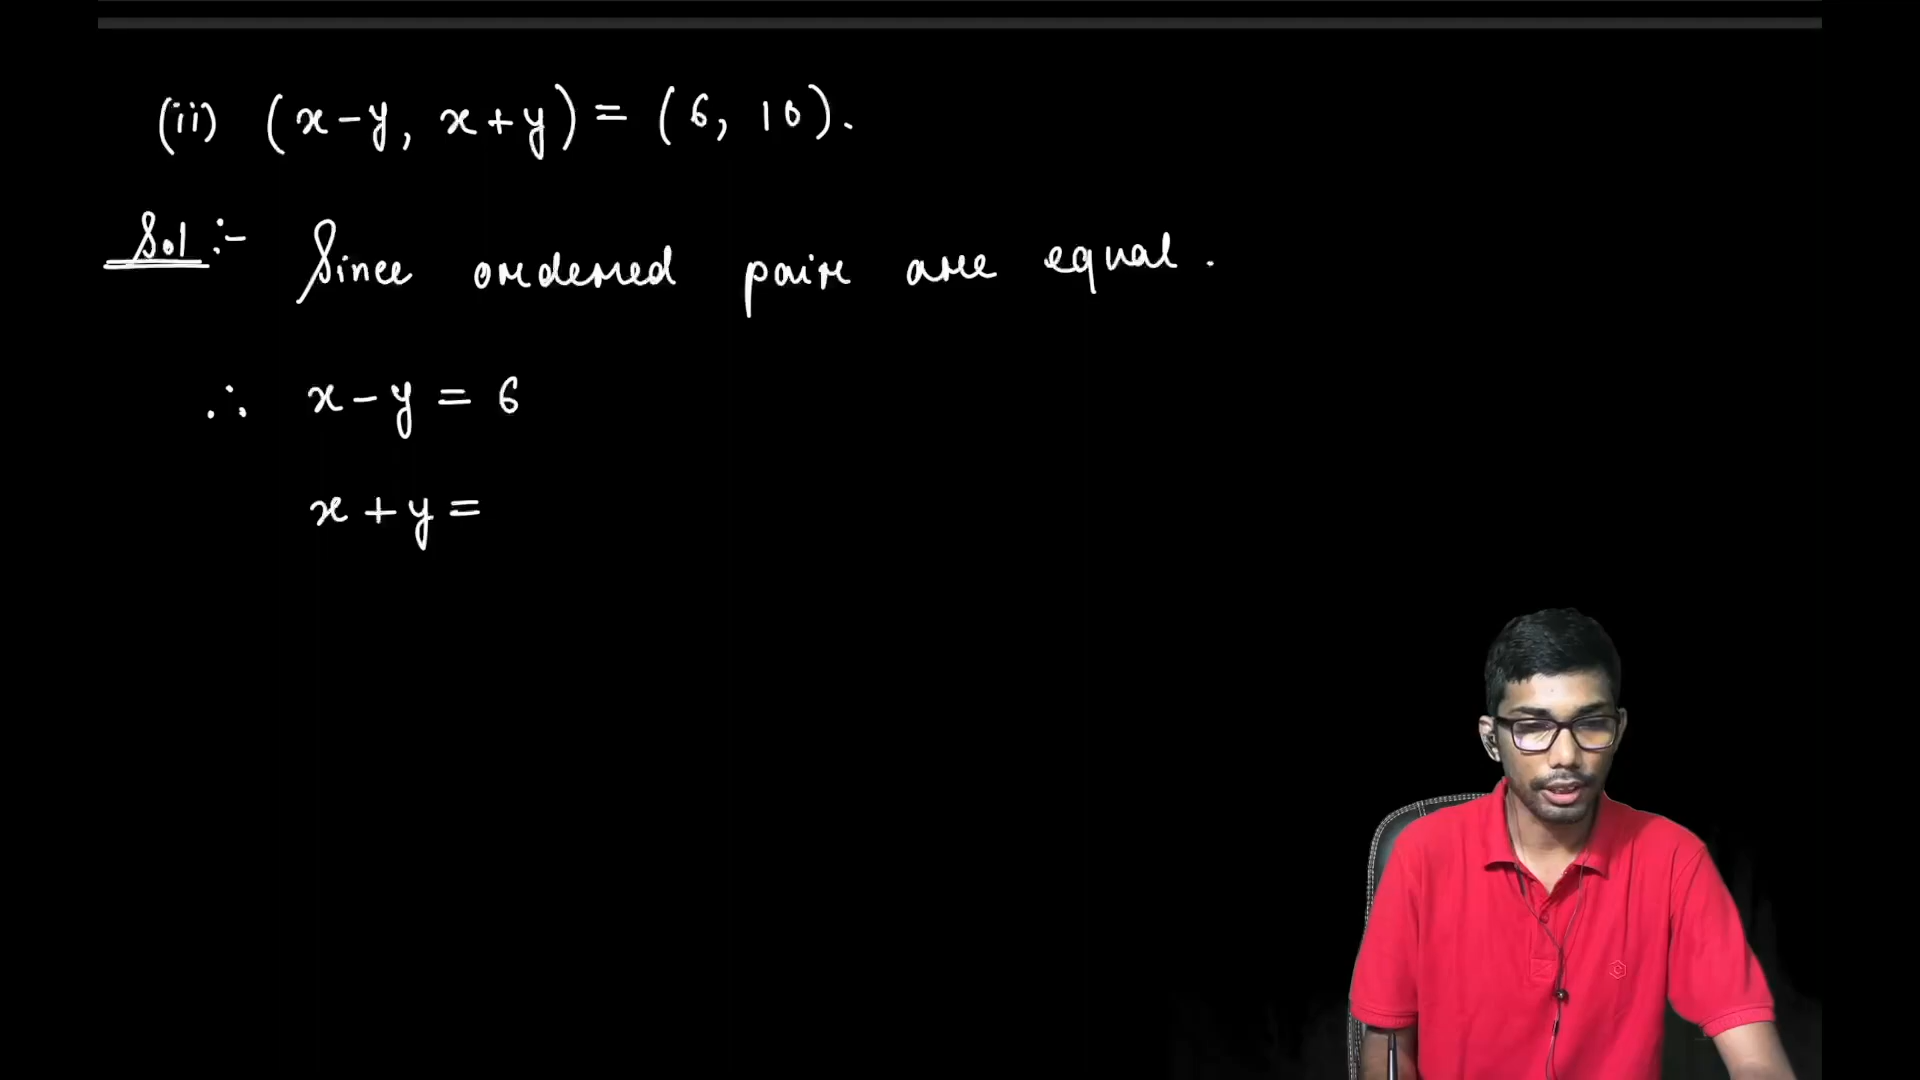 (ii) (x-y, x+y) = (6, 10).
Sol :- Since ordered pair are equal.
∴ x-y = 6
x+y =